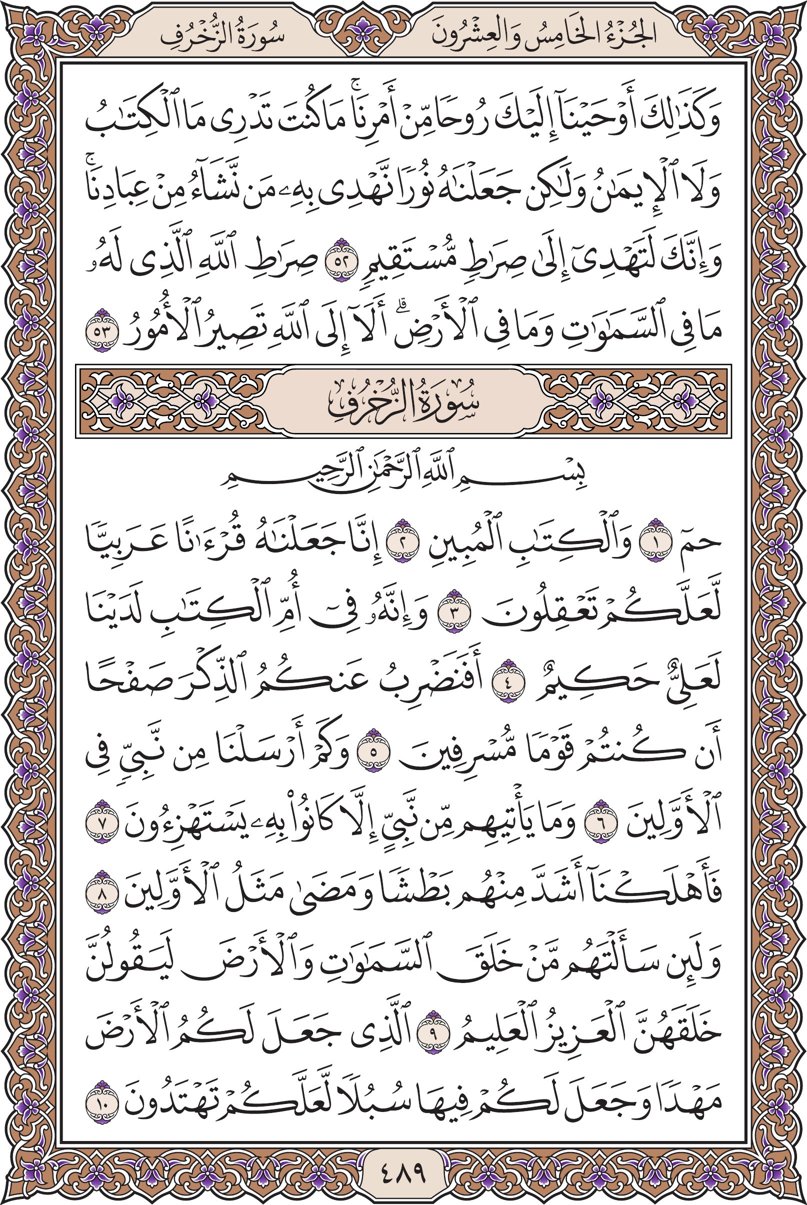 الجُزْءُ الخَامِسُ وَالعِشْرُونَ سُورَةُ الزُّخْرُفِ
وَكَذَٰلِكَ أَوْحَيْنَآ إِلَيْكَ رُوحًا مِّنْ أَمْرِنَاۚ مَا كُنتَ تَدْرِى مَا ٱلْكِتَٰبُ
وَلَا ٱلْإِيمَٰنُ وَلَٰكِن جَعَلْنَٰهُ نُورًا نَّهْدِى بِهِۦ مَن نَّشَآءُ مِنْ عِبَادِنَاۚ
وَإِنَّكَ لَتَهْدِىٓ إِلَىٰ صِرَٰطٍ مُّسْتَقِيمٍ ٥٢ صِرَٰطِ ٱللَّهِ ٱلَّذِى لَهُۥ
مَا فِى ٱلسَّمَٰوَٰتِ وَمَا فِى ٱلْأَرْضِۗ أَلَآ إِلَى ٱللَّهِ تَصِيرُ ٱلْأُمُورُ ٥٣
سُورَةُ الزُّخْرُفِ
بِسْمِ ٱللَّهِ ٱلرَّحْمَٰنِ ٱلرَّحِيمِ
حمٓ ١ وَٱلْكِتَٰبِ ٱلْمُبِينِ ٢ إِنَّا جَعَلْنَٰهُ قُرْءَٰنًا عَرَبِيًّا
لَّعَلَّكُمْ تَعْقِلُونَ ٣ وَإِنَّهُۥ فِىٓ أُمِّ ٱلْكِتَٰبِ لَدَيْنَا
لَعَلِىٌّ حَكِيمٌ ٤ أَفَنَضْرِبُ عَنكُمُ ٱلذِّكْرَ صَفْحًا
أَن كُنتُمْ قَوْمًا مُّسْرِفِينَ ٥ وَكَمْ أَرْسَلْنَا مِن نَّبِىٍّ فِى
ٱلْأَوَّلِينَ ٦ وَمَا يَأْتِيهِم مِّن نَّبِىٍّ إِلَّا كَانُوا۟ بِهِۦ يَسْتَهْزِءُونَ ٧
فَأَهْلَكْنَآ أَشَدَّ مِنْهُم بَطْشًا وَمَضَىٰ مَثَلُ ٱلْأَوَّلِينَ ٨
وَلَئِن سَأَلْتَهُم مَّنْ خَلَقَ ٱلسَّمَٰوَٰتِ وَٱلْأَرْضَ لَيَقُولُنَّ
خَلَقَهُنَّ ٱلْعَزِيزُ ٱلْعَلِيمُ ٩ ٱلَّذِى جَعَلَ لَكُمُ ٱلْأَرْضَ
مَهْدًا وَجَعَلَ لَكُمْ فِيهَا سُبُلًا لَّعَلَّكُمْ تَهْتَدُونَ ١٠
٤٨٩